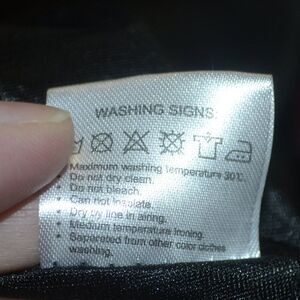 WASHING SIGNS:
Maximum washing temperature 30℃.
• Do not dry clean.
• Do not bleach.
• Can not insolate.
• Dry by line in airing.
• Medium temperature ironing.
• Separated from other color clothes
washing.